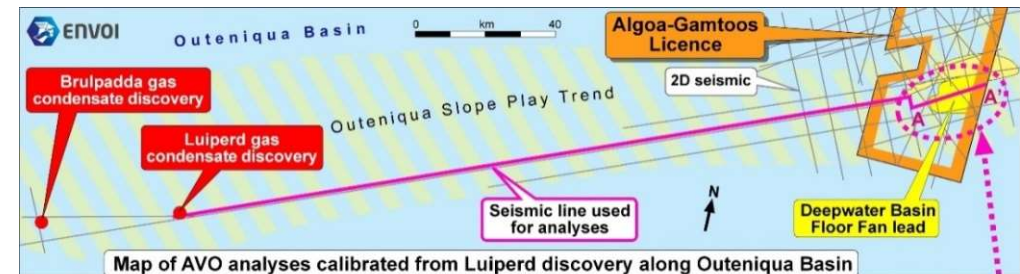 ENVOI
Outeniqua Basin
0 km 40
Algoa-Gamtoos
Licence
Brulpadda gas
condensate discovery
2D seismic
Outeniqua Slope Play Trend
Luiperd gas
condensate discovery
A A'
N
Seismic line used
for analyses
Deepwater Basin
Floor Fan lead
Map of AVO analyses calibrated from Luiperd discovery along Outeniqua Basin